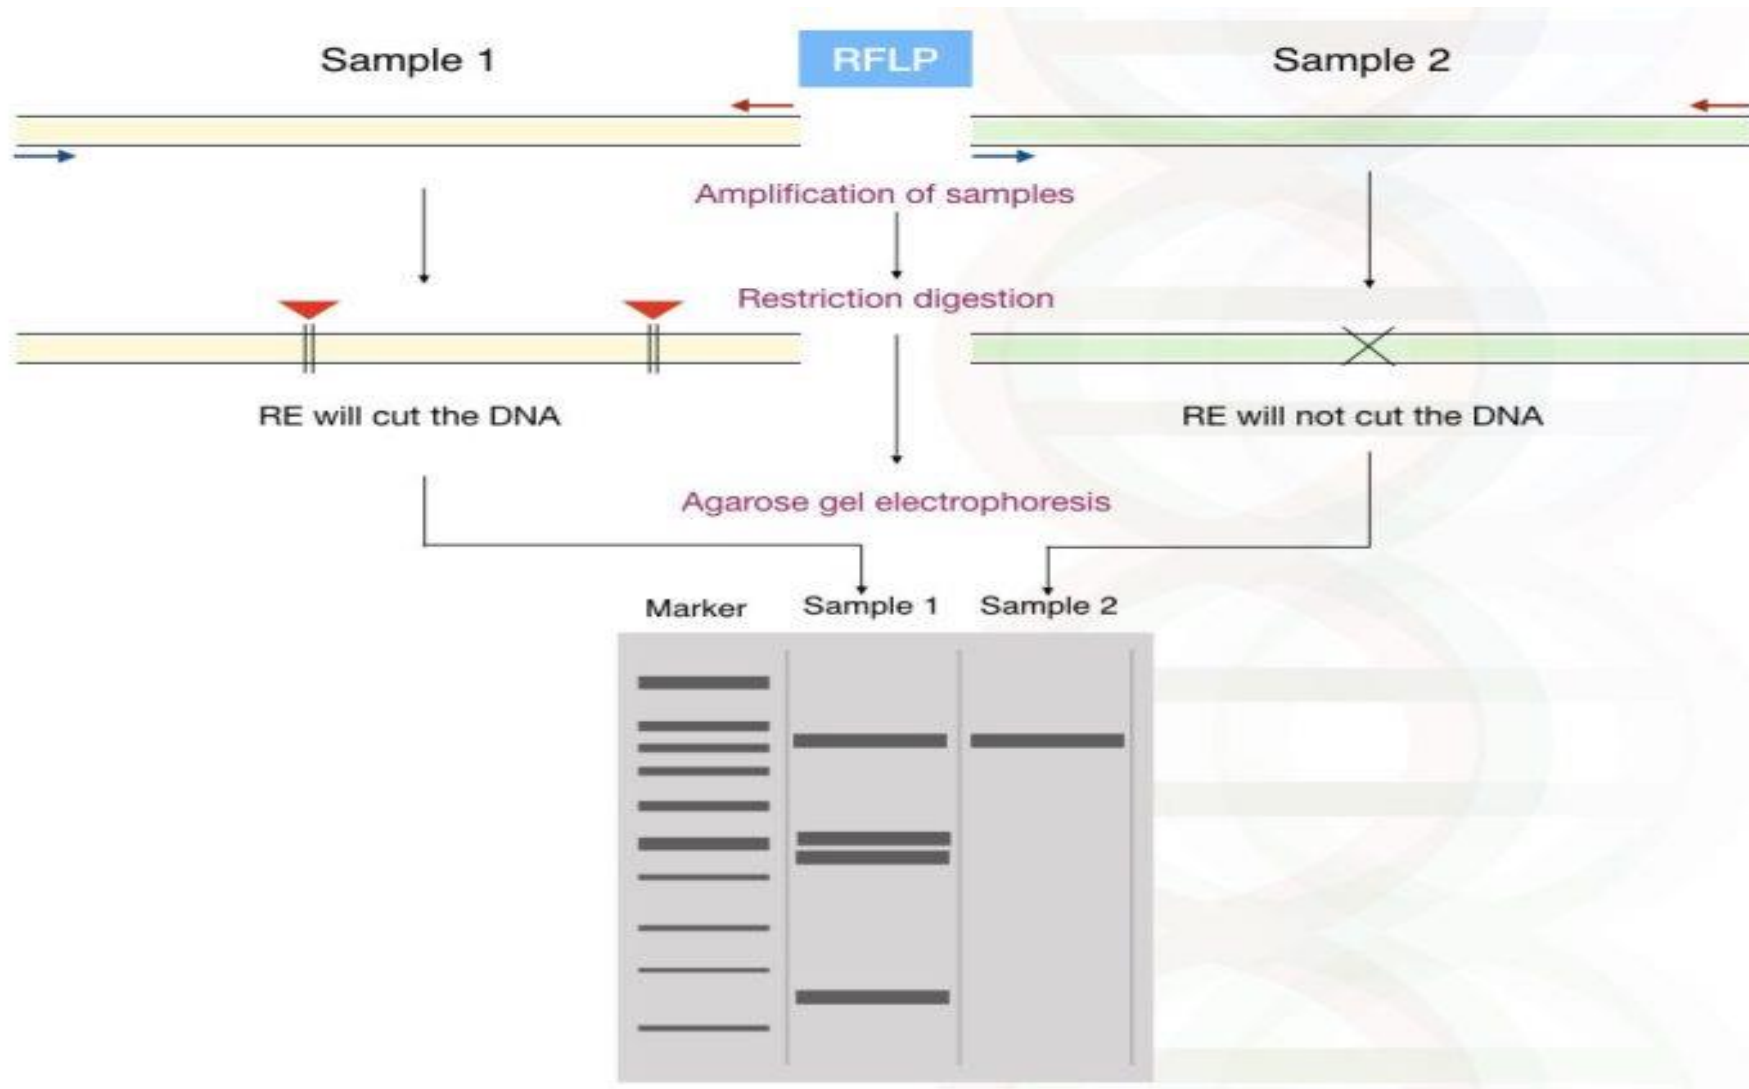 Sample 1
RFLP
Sample 2
Amplification of samples
Restriction digestion
RE will cut the DNA
RE will not cut the DNA
Agarose gel electrophoresis
Marker
Sample 1
Sample 2